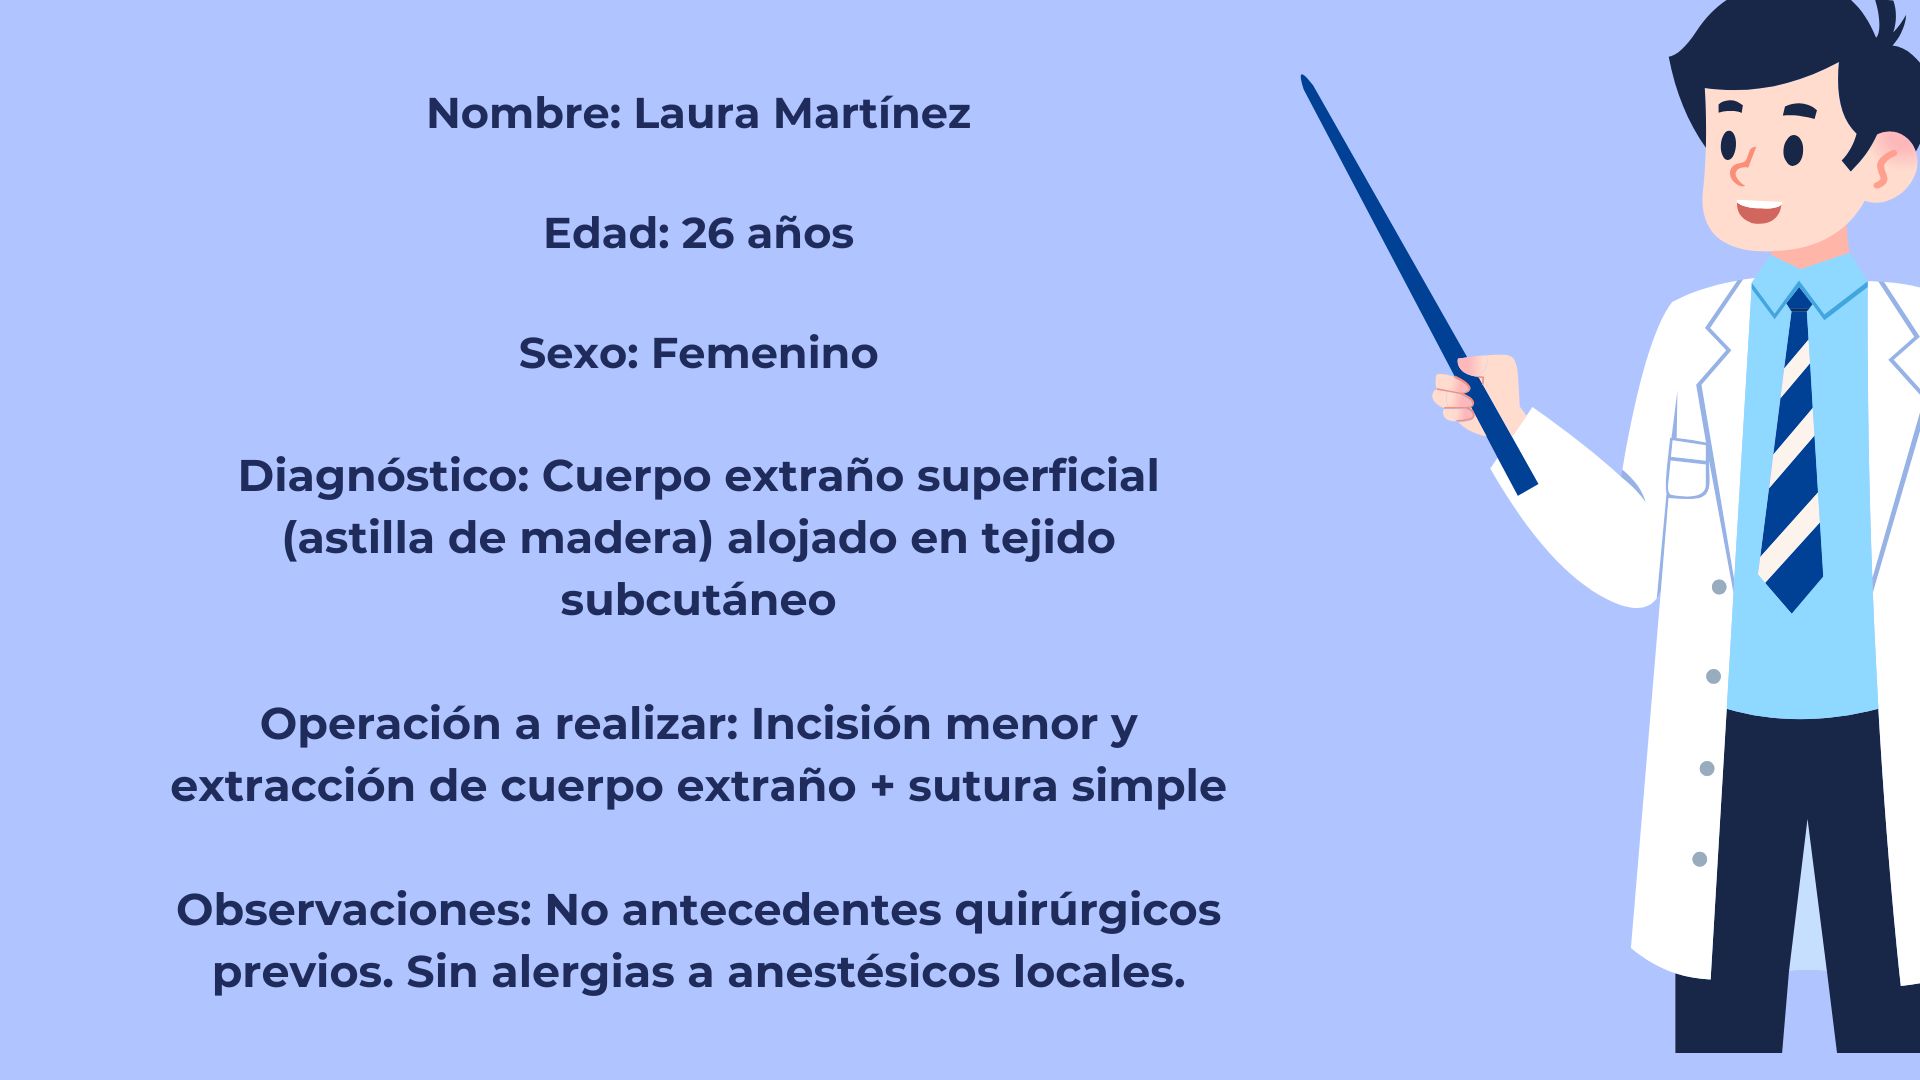 Nombre: Laura Martínez
Edad: 26 años
Sexo: Femenino
Diagnóstico: Cuerpo extraño superficial
(astilla de madera) alojado en tejido
subcutáneo
Operación a realizar: Incisión menor y
extracción de cuerpo extraño + sutura simple
Observaciones: No antecedentes quirúrgicos
previos. Sin alergias a anestésicos locales.